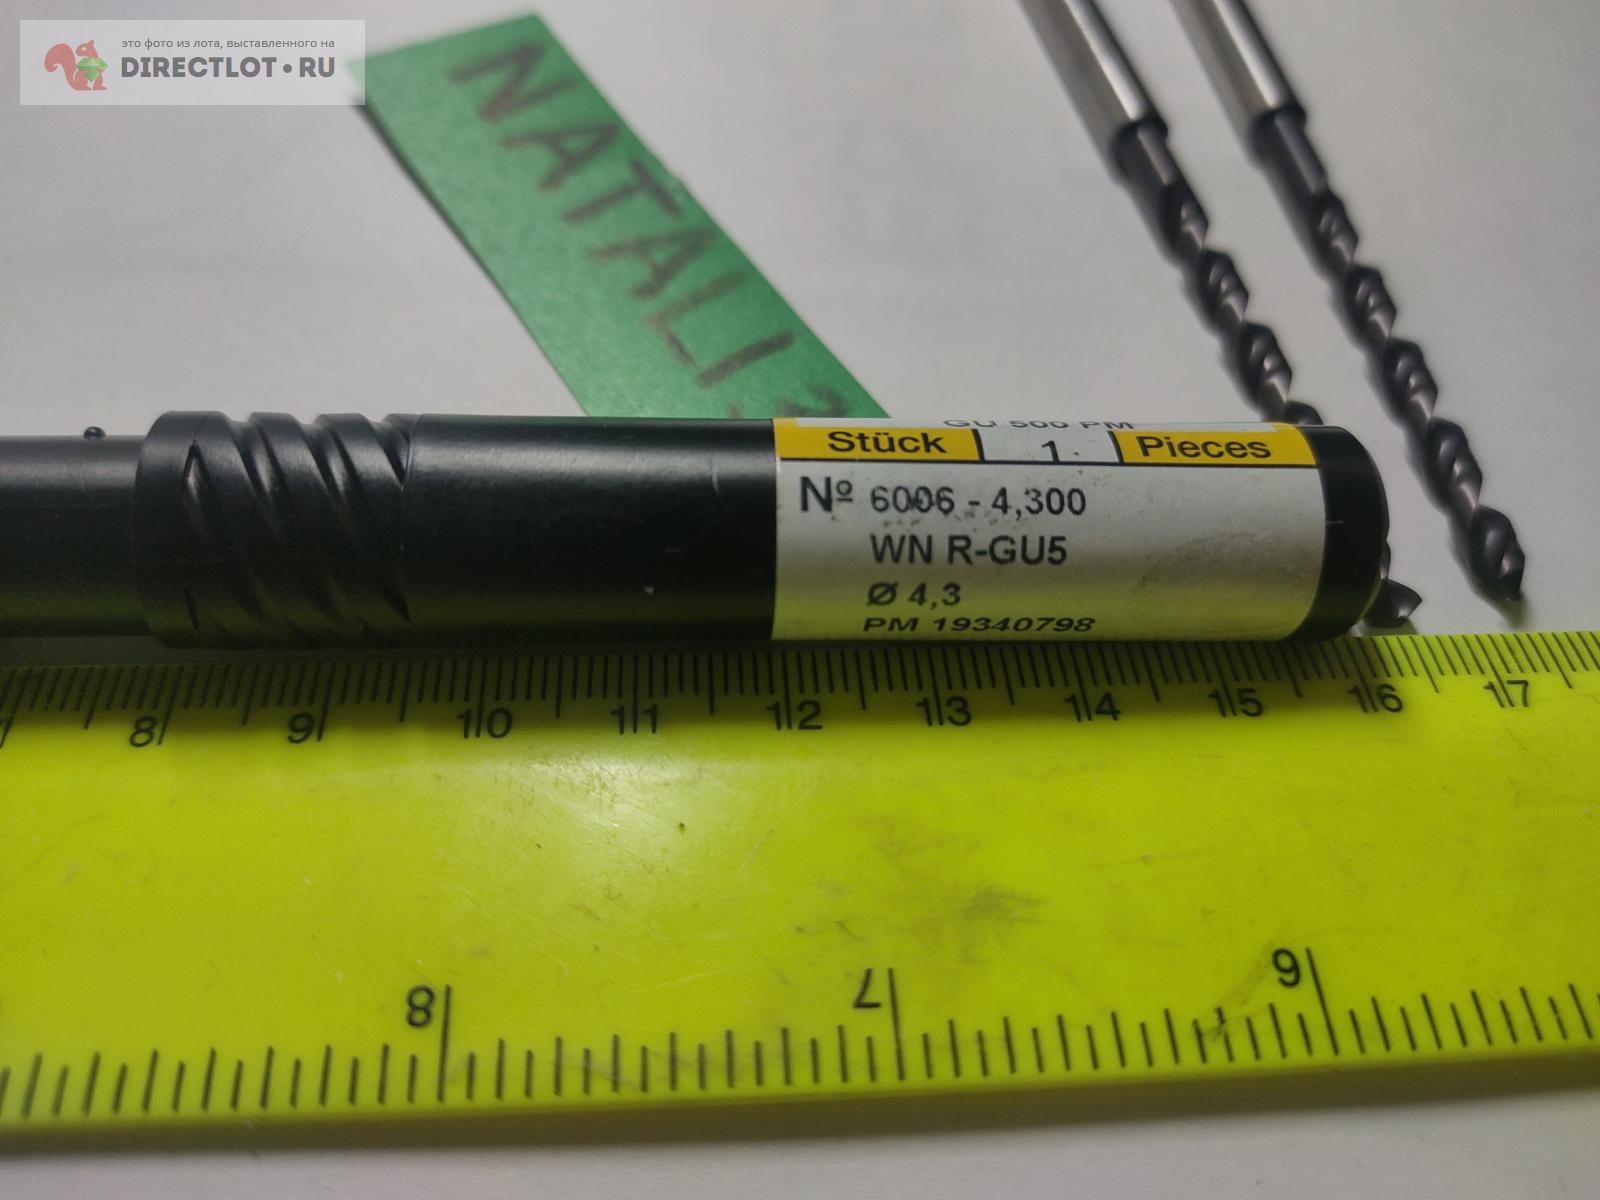 это фото из лота, выставленного на
DIRECTLOT•RU
NATALI
GU 500 PM
Stück 1 Pieces
Nº 6006 - 4,300
WN R-GU5
Ø 4,3
PM 19340798
8 9 10 11 12 13 14 15 16 17
8 7 6